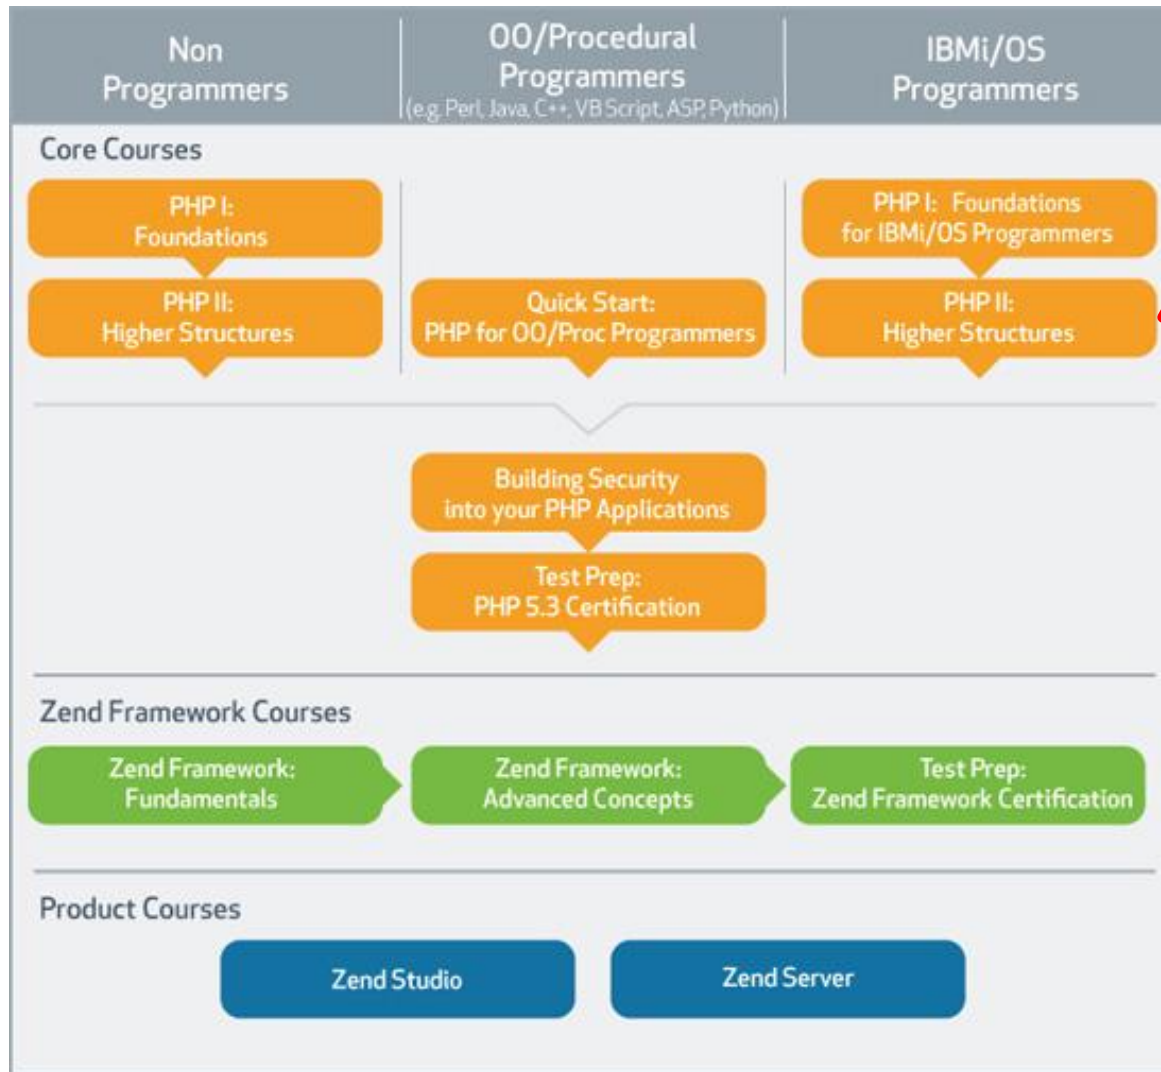 Non
Programmers
OO/Procedural
Programmers
(e.g. Perl, Java, C++, VB Script, ASP, Python)
IBMi/OS
Programmers
Core Courses
PHP I:
Foundations
PHP I: Foundations
for IBMi/OS Programmers
PHP II:
Higher Structures
Quick Start:
PHP for OO/Proc Programmers
PHP II:
Higher Structures
Building Security
into your PHP Applications
Test Prep:
PHP 5.3 Certification
Zend Framework Courses
Zend Framework:
Fundamentals
Zend Framework:
Advanced Concepts
Test Prep:
Zend Framework Certification
Product Courses
Zend Studio
Zend Server